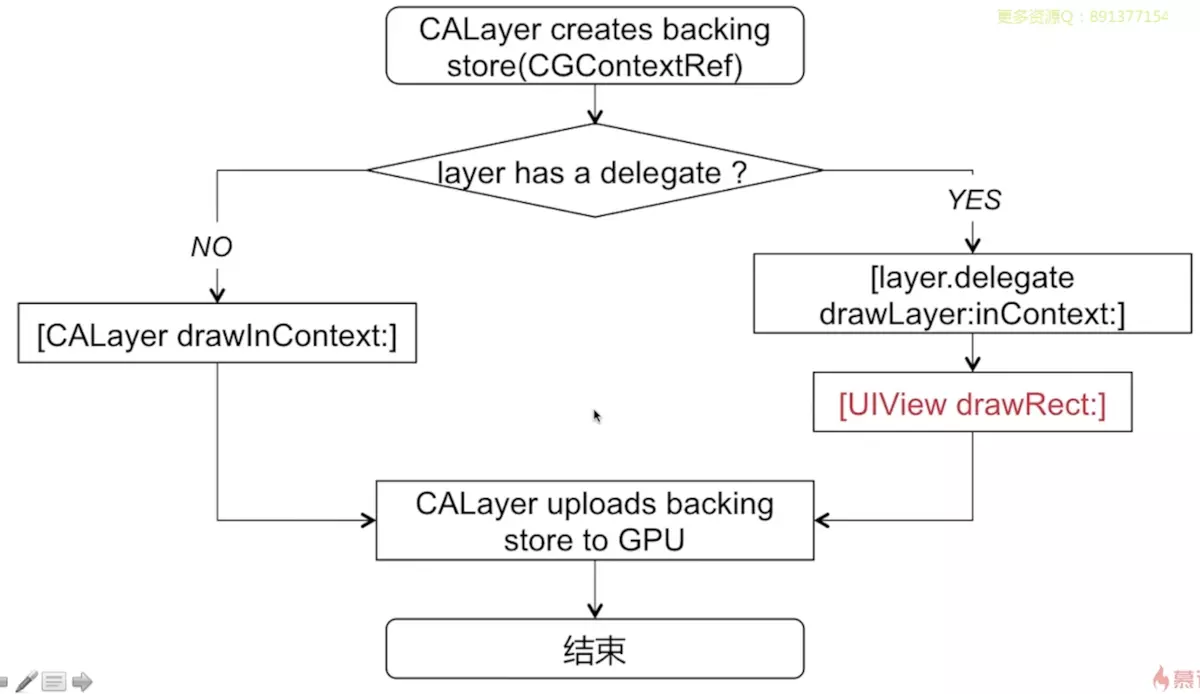 更多资源Q：891377154
CALayer creates backing
store(CGContextRef)
layer has a delegate ?
YES
NO
[layer.delegate
drawLayer:inContext:]
[CALayer drawInContext:]
[UIView drawRect:]
CALayer uploads backing
store to GPU
结束
慕